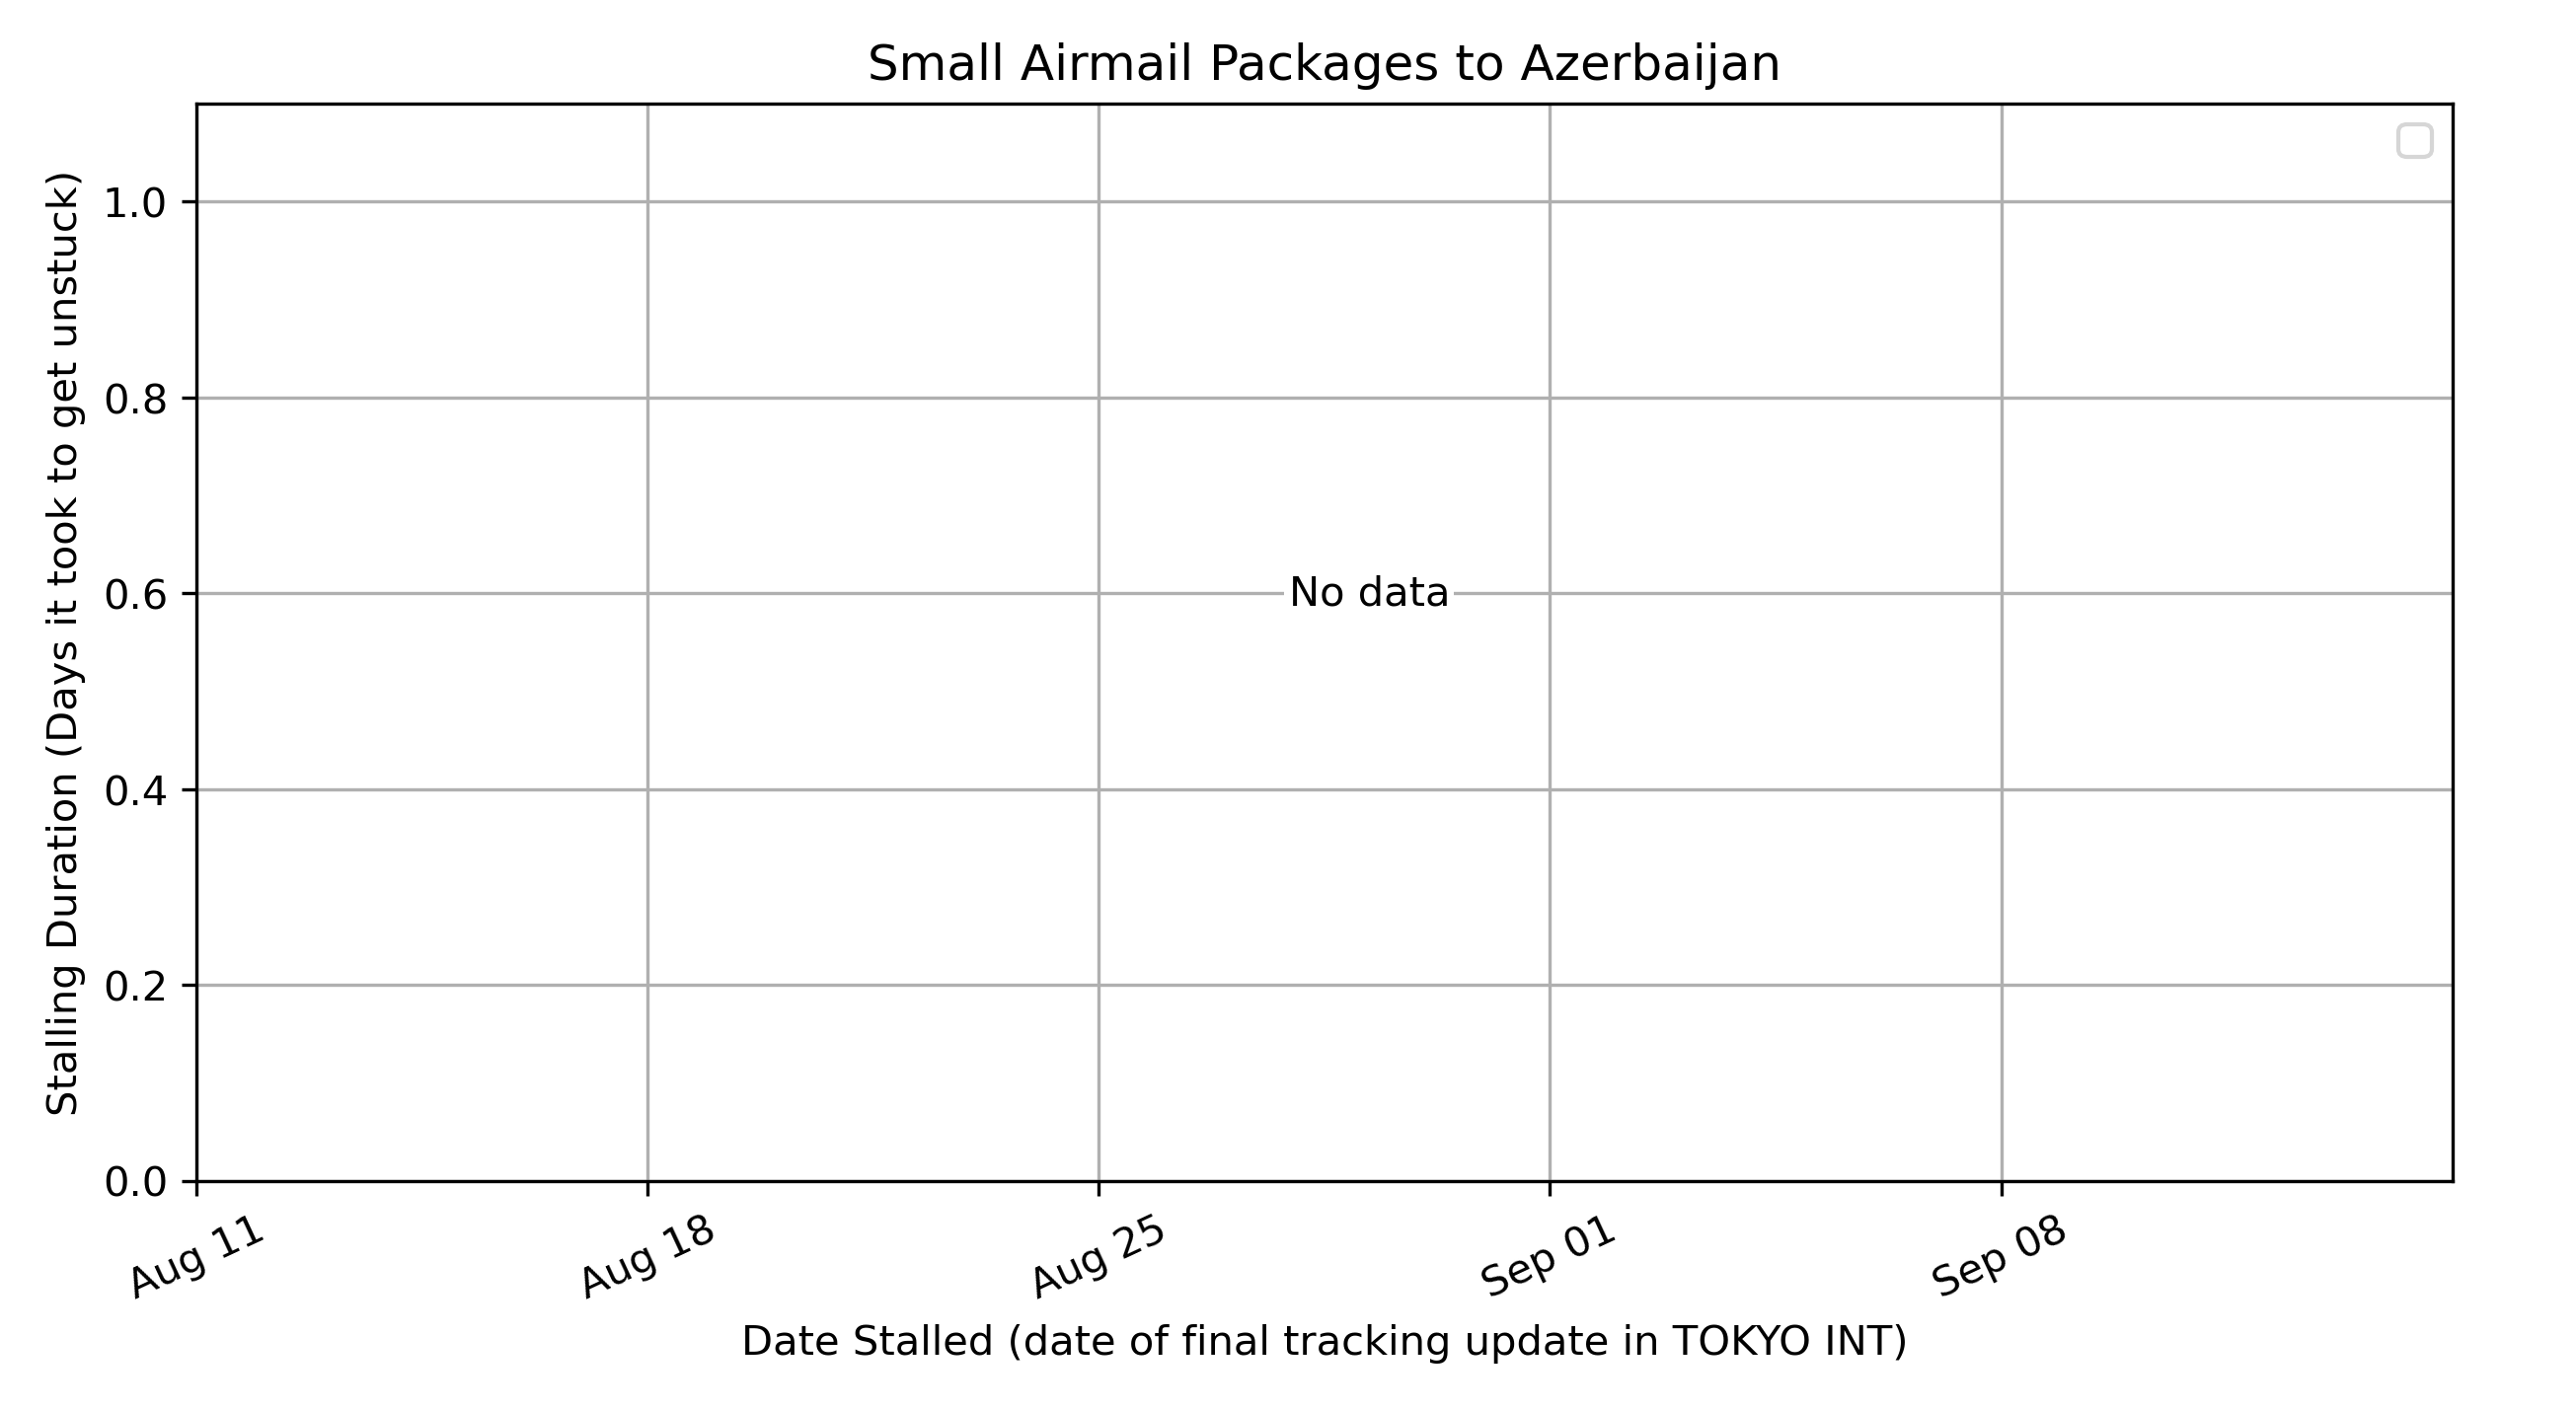 Small Airmail Packages to Azerbaijan
Stalling Duration (Days it took to get unstuck)
1.0
0.8
0.6
0.4
0.2
0.0
No data
Aug 11
Aug 18
Aug 25
Sep 01
Sep 08
Date Stalled (date of final tracking update in TOKYO INT)